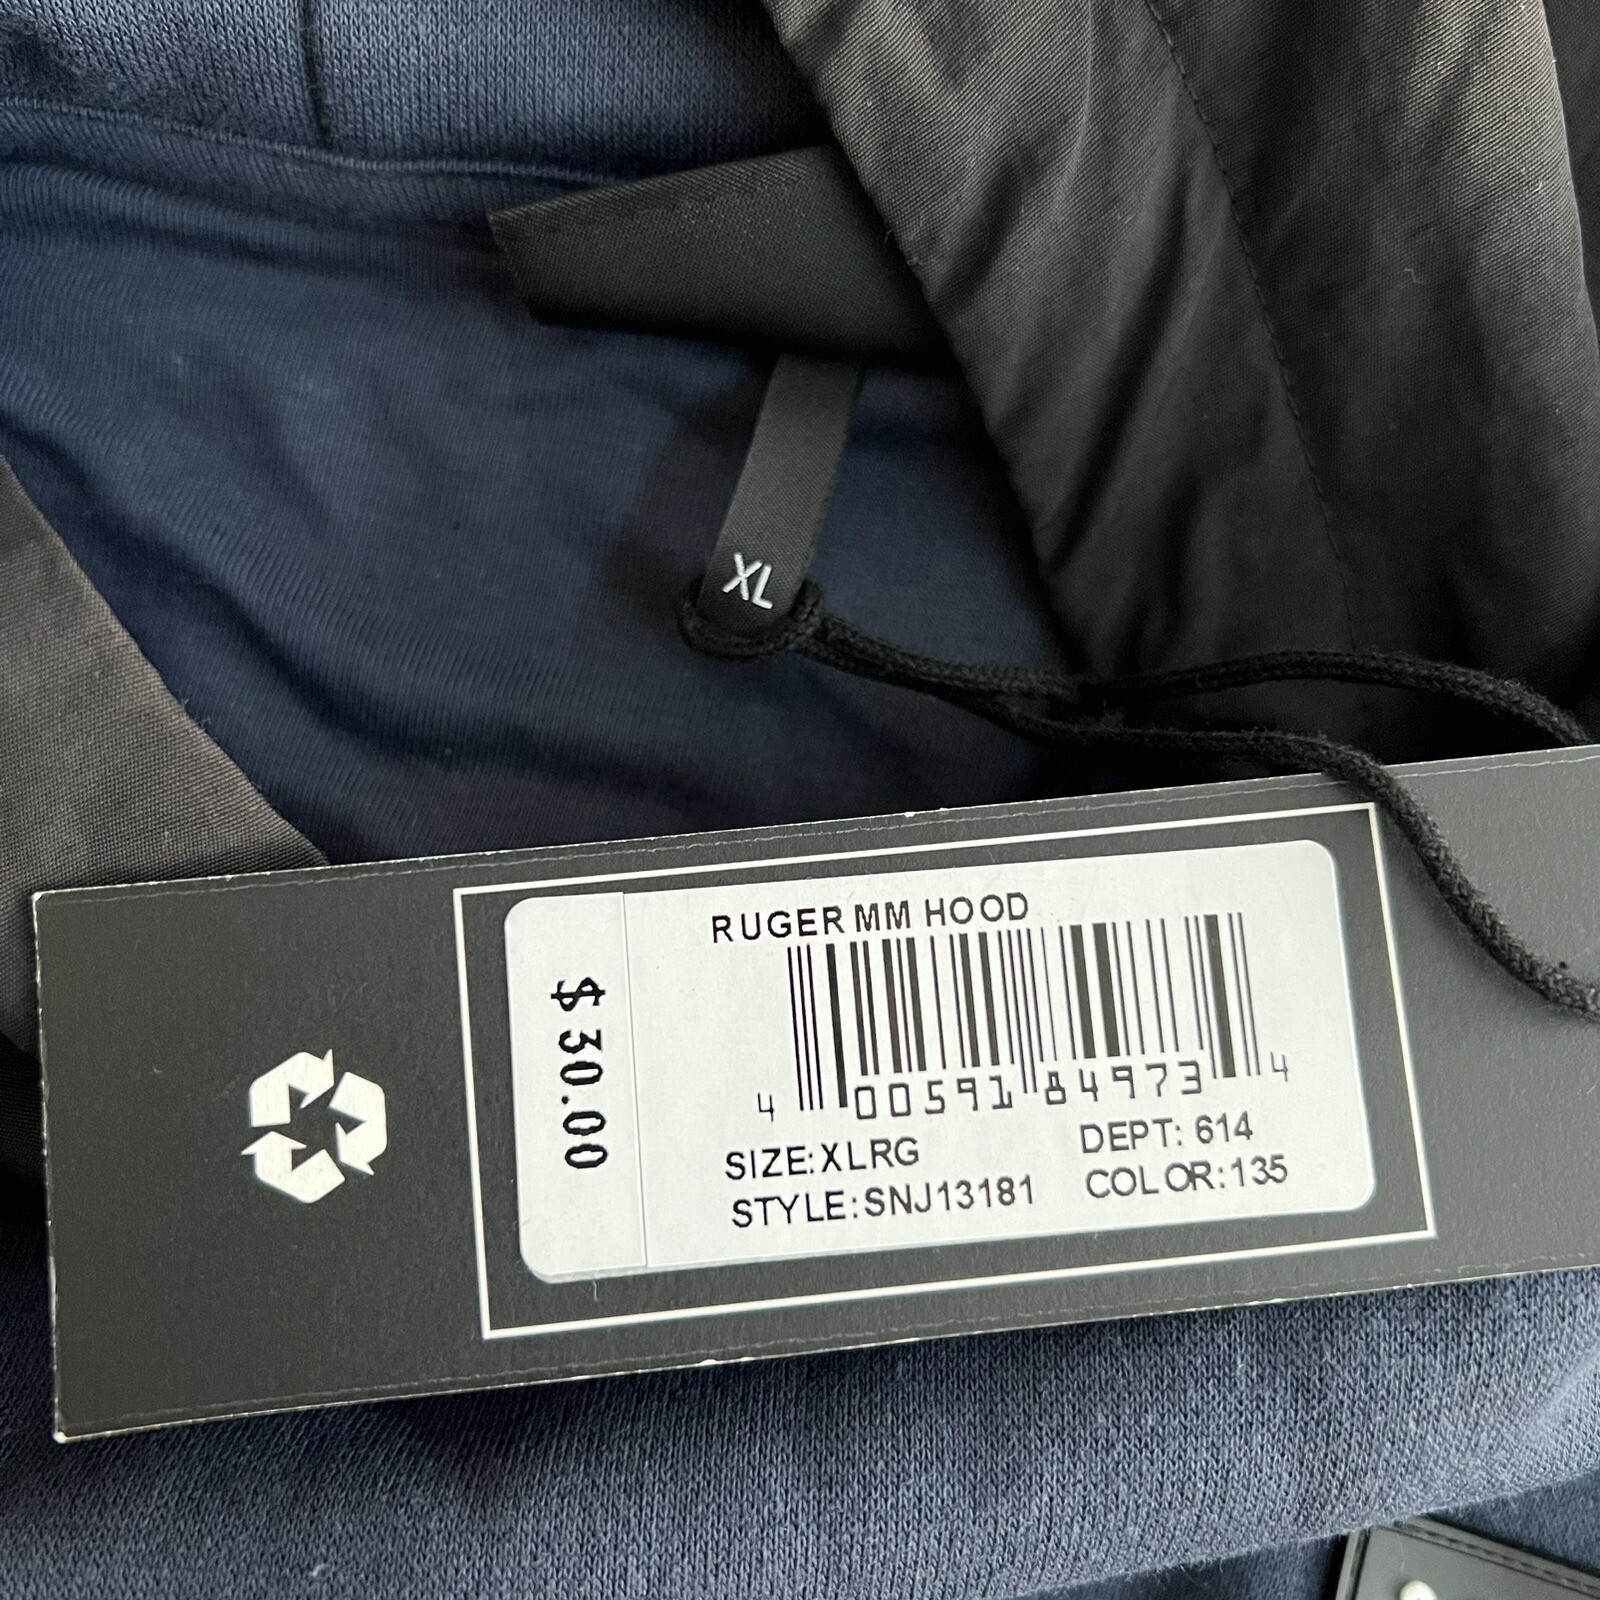 XL
RUGER MM HOOD
$30.00
4 00591 84973 4
SIZE:XLRG DEPT: 614
STYLE:SNJ13181 COLOR:135